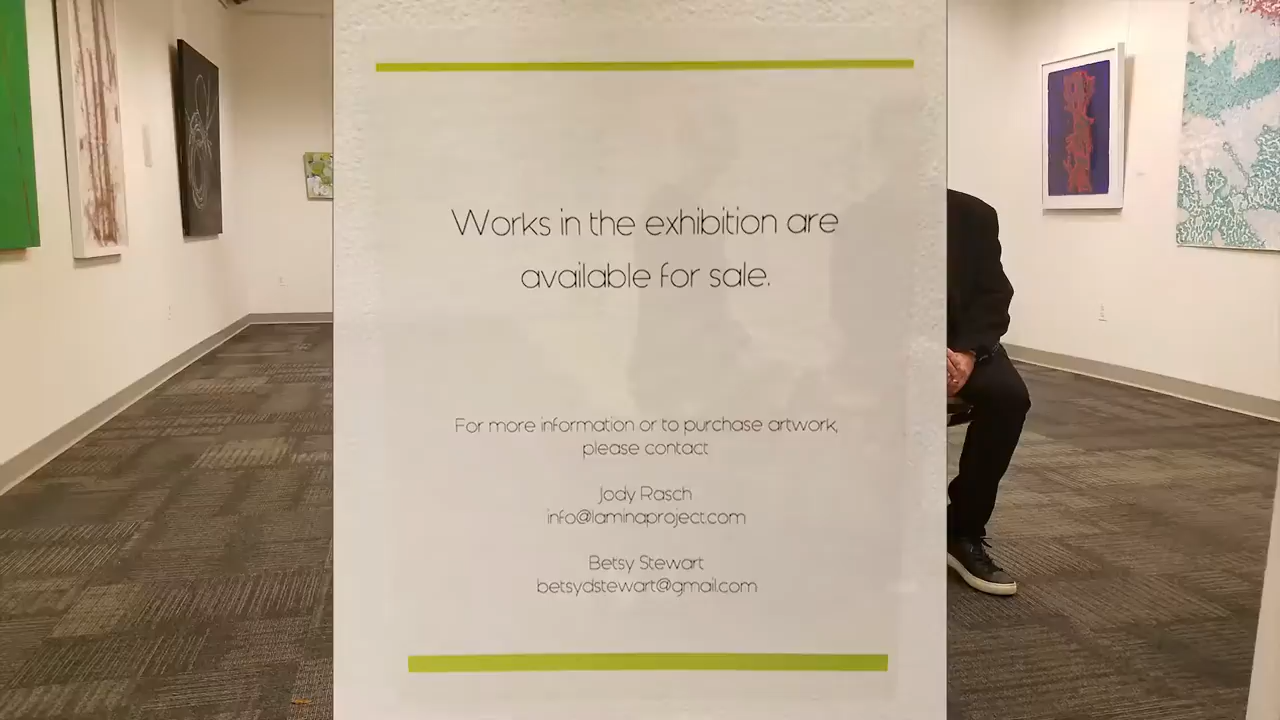 Works in the exhibition are
available for sale.
For more information or to purchase artwork,
please contact
Jody Rasch
info@laminaproject.com
Betsy Stewart
betsydstewart@gmail.com